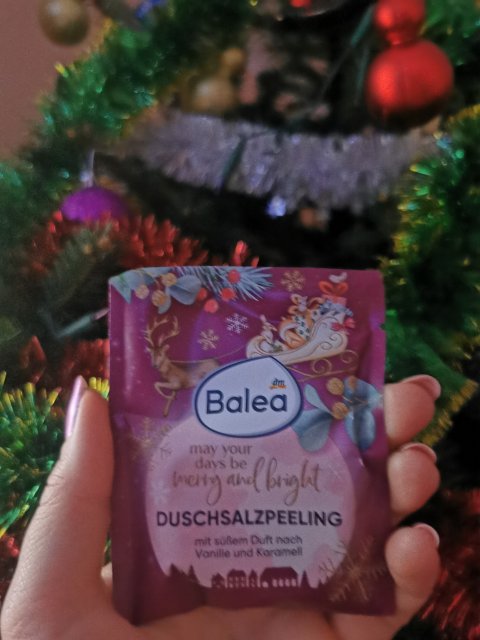 dm
Balea
may your
days be
merry and bright
DUSCHSALZPEELING
mit süßem Duft nach
Vanille und Karamell